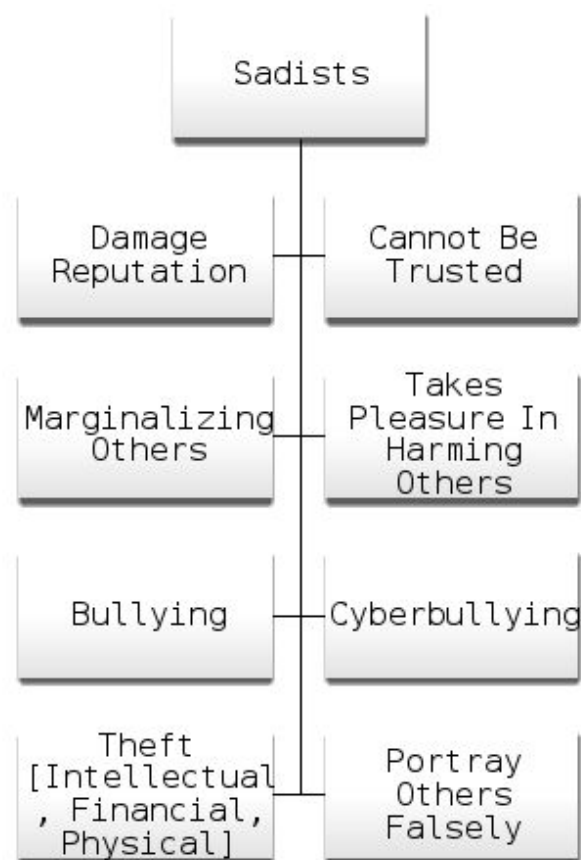 Sadists
Damage
Reputation
Cannot Be
Trusted
Marginalizing
Others
Takes
Pleasure In
Harming
Others
Bullying
Cyberbullying
Theft
[Intellectual
, Financial,
Physical]
Portray
Others
Falsely